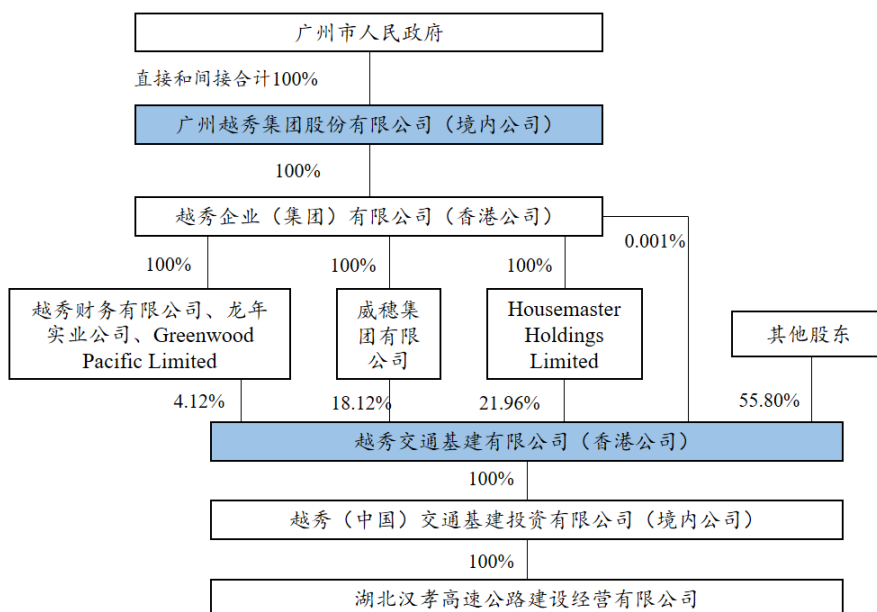 广州市人民政府
直接和间接合计100%
广州越秀集团股份有限公司（境内公司）
100%
越秀企业（集团）有限公司（香港公司）
0.001%
100%
100%
100%
越秀财务有限公司、龙年
实业公司、Greenwood
Pacific Limited
威穗集
团有限
公司
Housemaster
Holdings
Limited
其他股东
4.12%
18.12%
21.96%
55.80%
越秀交通基建有限公司（香港公司）
100%
越秀（中国）交通基建投资有限公司（境内公司）
100%
湖北汉孝高速公路建设经营有限公司